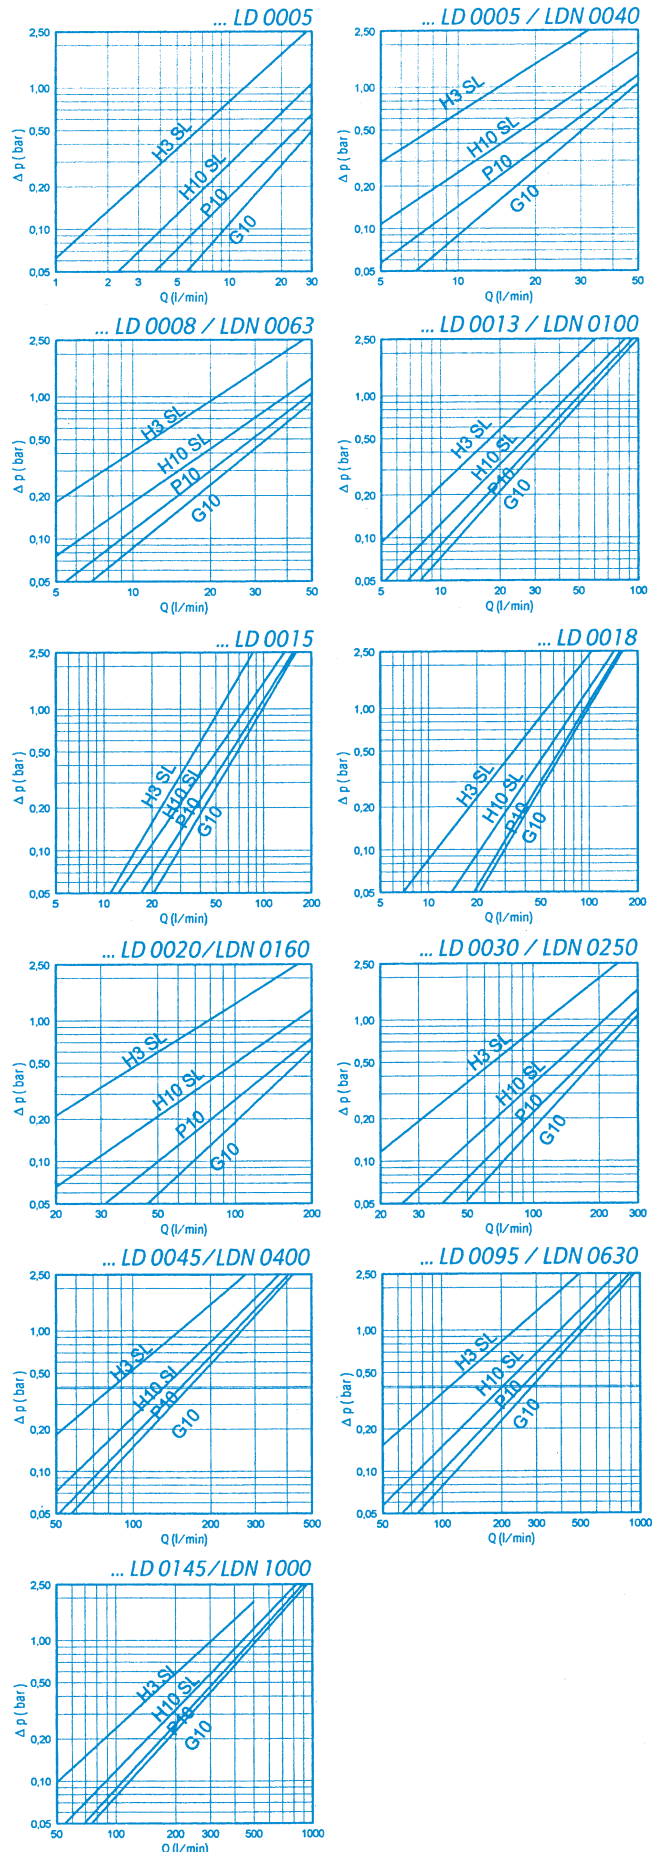 ... LD 0005
2,50
1,00
0,50
0,20
0,10
0,05
Δ p ( bar )
H3 SL
H10 SL
P10
G10
1 2 3 5 10 20 30
Q (l/min)
... LD 0005 / LDN 0040
2,50
1,00
0,50
0,20
0,10
0,05
Δ p ( bar )
H3 SL
H10 SL
P10
G10
5 10 20 30 50
Q (l/min)
... LD 0008 / LDN 0063
2,50
1,00
0,50
0,20
0,10
0,05
Δ p ( bar )
H3 SL
H10 SL
P10
G10
5 10 20 30 50
Q (l/min)
... LD 0013 / LDN 0100
2,50
1,00
0,50
0,20
0,10
0,05
Δ p ( bar )
H3 SL
H10 SL
P10
G10
5 10 20 30 50 100
Q (l/min)
... LD 0015
2,50
1,00
0,50
0,20
0,10
0,05
Δ p ( bar )
H3 SL
H10 SL
P10
G10
5 10 20 50 100 200
Q (l/min)
... LD 0018
2,50
1,00
0,50
0,20
0,10
0,05
Δ p ( bar )
H3 SL
H10 SL
P10
G10
5 10 20 30 50 100 200
Q (l/min)
... LD 0020/LDN 0160
2,50
1,00
0,50
0,20
0,10
0,05
Δ p ( bar )
H3 SL
H10 SL
P10
G10
20 30 50 100 200
Q (l/min)
... LD 0030 / LDN 0250
2,50
1,00
0,50
0,20
0,10
0,05
Δ p ( bar )
H3 SL
H10 SL
P10
G10
20 30 50 100 200 300
Q (l/min)
... LD 0045/LDN 0400
2,50
1,00
0,50
0,20
0,10
0,05
Δ p ( bar )
H3 SL
H10 SL
P10
G10
50 100 200 300 500
Q (l/min)
... LD 0095 / LDN 0630
2,50
1,00
0,50
0,20
0,10
0,05
Δ p ( bar )
H3 SL
H10 SL
P10
G10
50 100 200 300 500 1000
Q (l/min)
... LD 0145/LDN 1000
2,50
1,00
0,50
0,20
0,10
0,05
Δ p ( bar )
H3 SL
H10 SL
P10
G10
50 100 200 300 500 1000
Q (l/min)